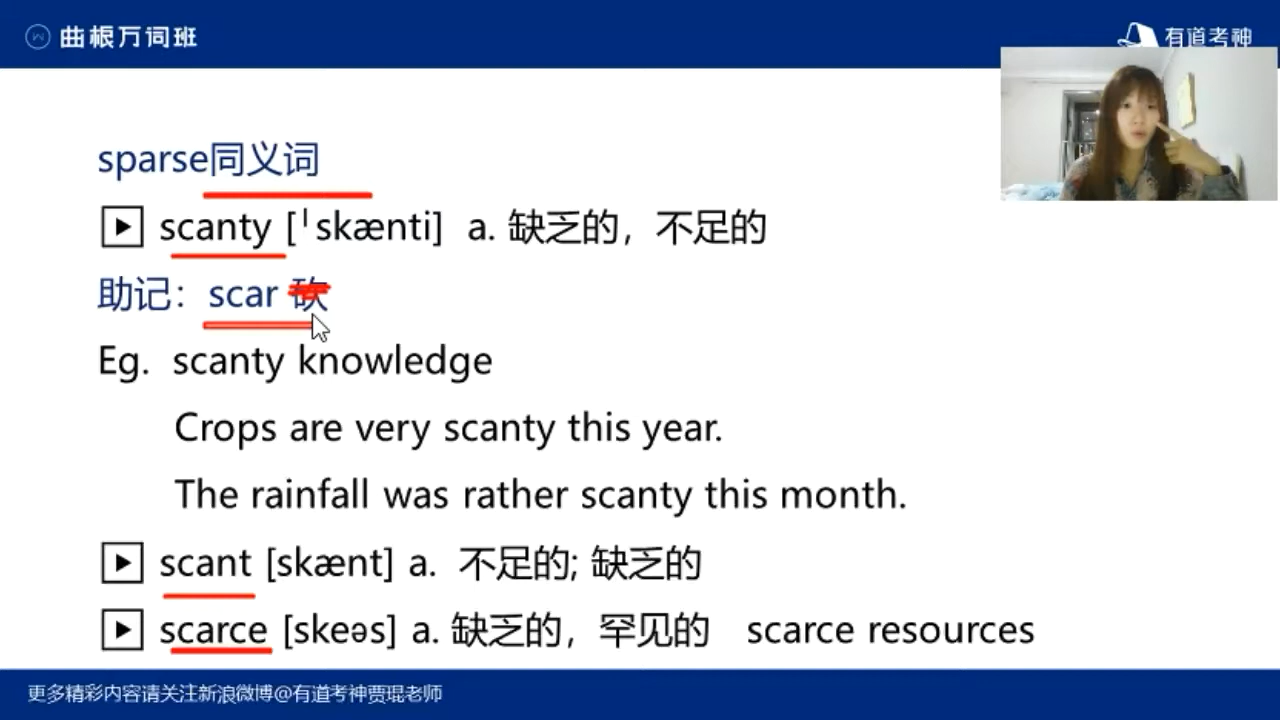 曲根万词班
有道考神
sparse同义词
scanty [ˈskænti] a. 缺乏的，不足的
助记：scar 砍
Eg. scanty knowledge
Crops are very scanty this year.
The rainfall was rather scanty this month.
scant [skænt] a. 不足的; 缺乏的
scarce [skeəs] a. 缺乏的，罕见的 scarce resources
更多精彩内容请关注新浪微博@有道考神贾琨老师